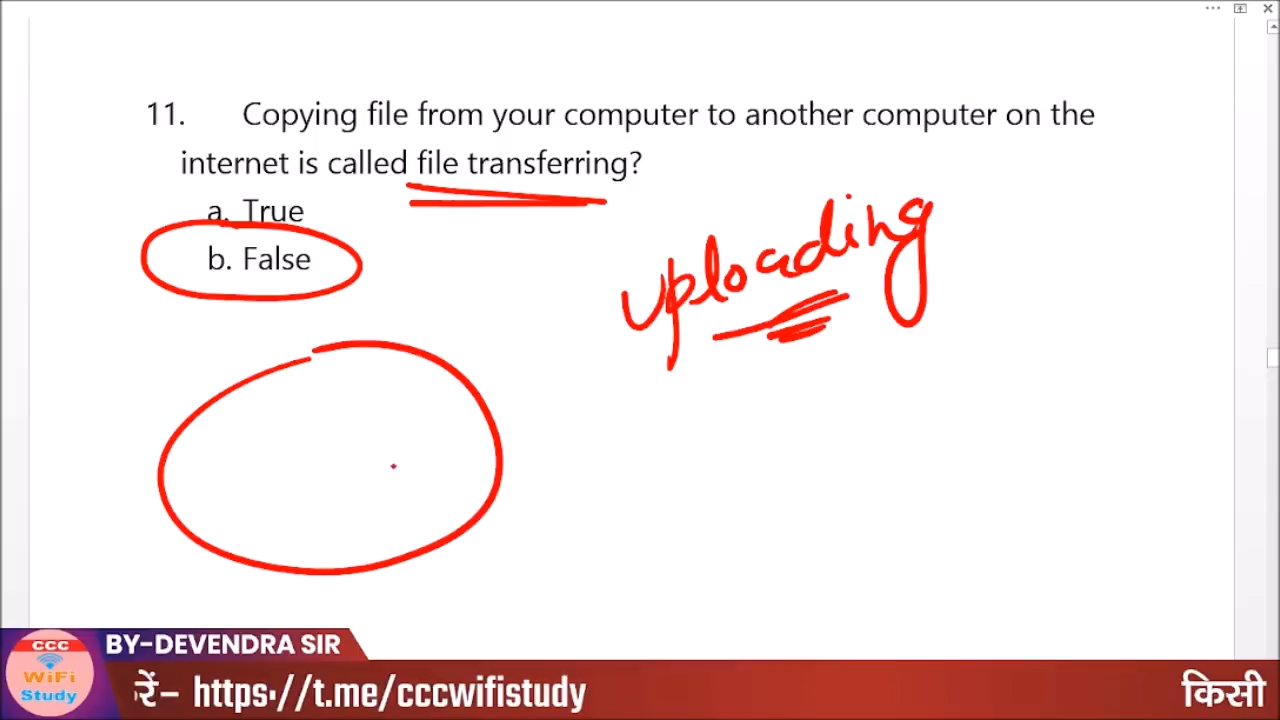 11. Copying file from your computer to another computer on the
internet is called file transferring?
a. True
b. False
uploading
CCC
WiFi
Study
BY-DEVENDRA SIR
रें– https://t.me/cccwifistudy
किसी